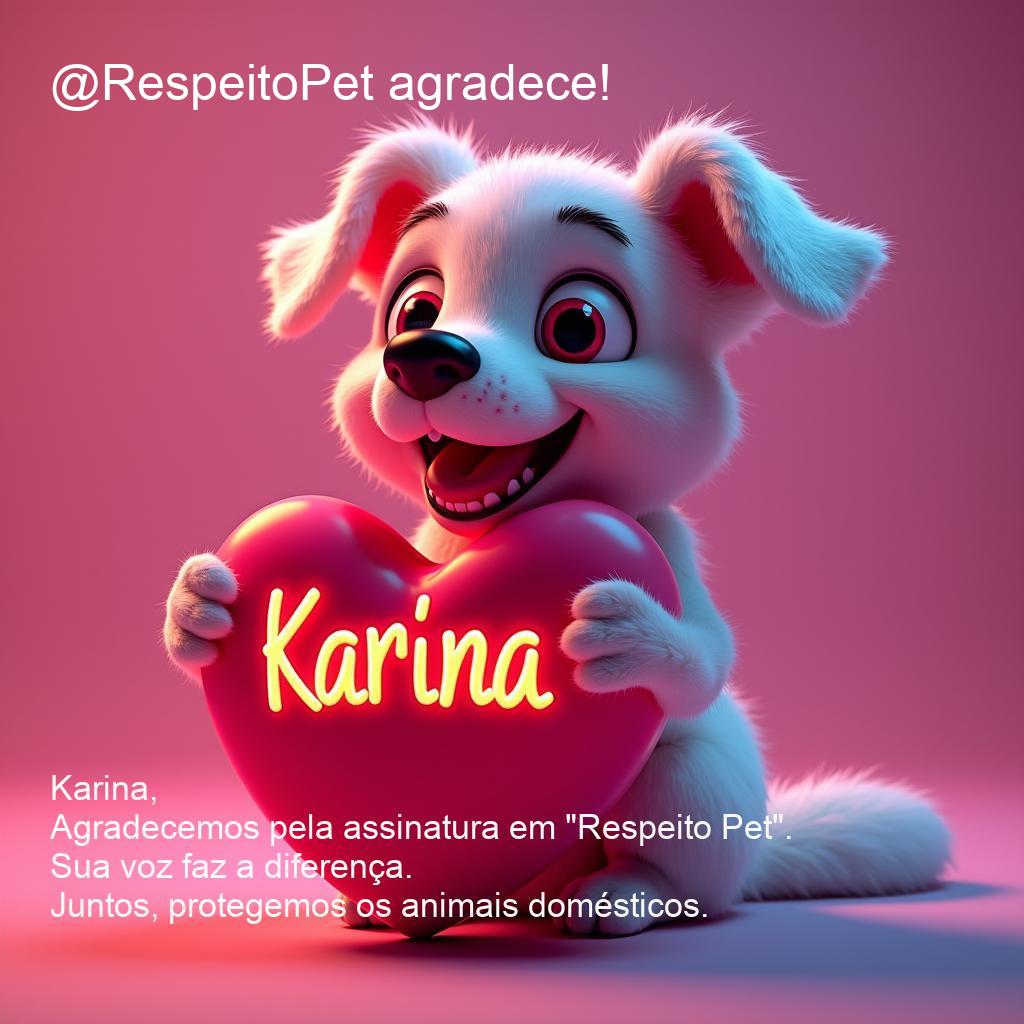 @RespeitoPet agradece!
Karina
Karina,
Agradecemos pela assinatura em "Respeito Pet".
Sua voz faz a diferença.
Juntos, protegemos os animais domésticos.